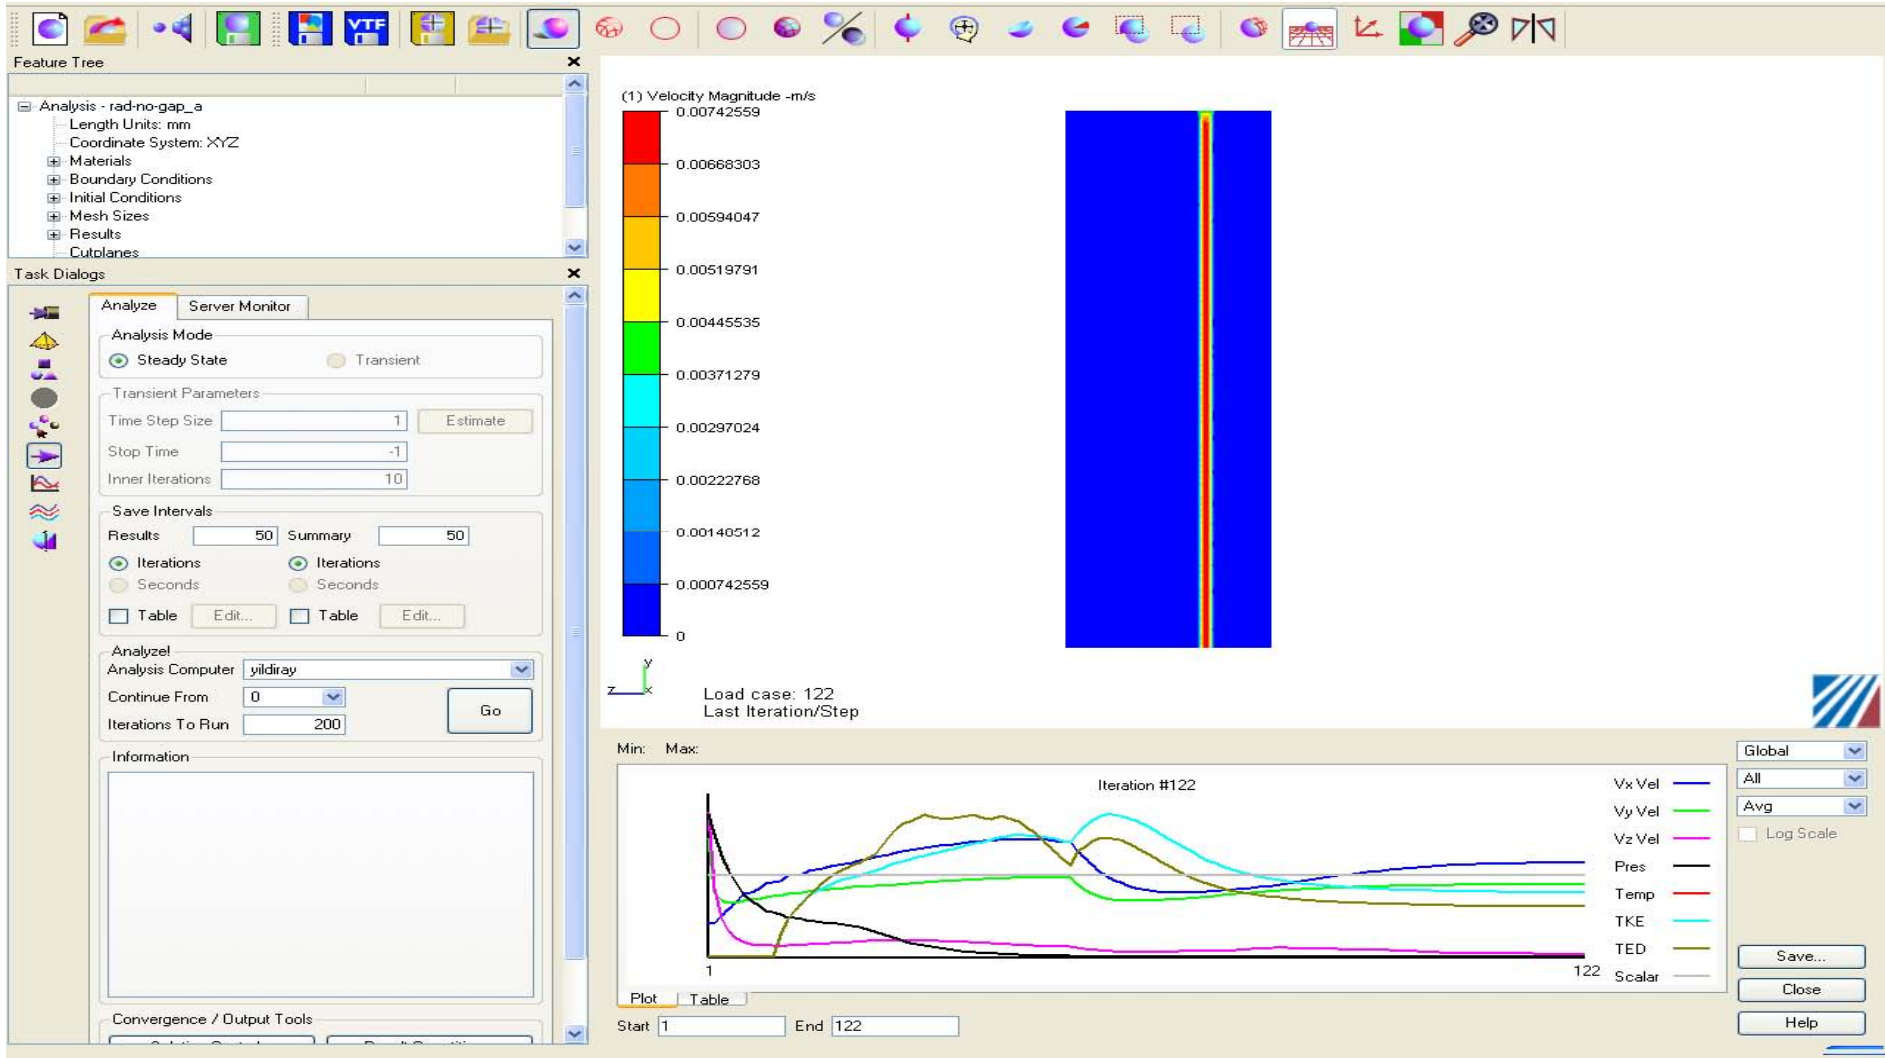 VTF
Feature Tree
Analysis - rad-no-gap_a
Length Units: mm
Coordinate System: XYZ
Materials
Boundary Conditions
Initial Conditions
Mesh Sizes
Results
Cutplanes
Task Dialogs
Analyze Server Monitor
Analysis Mode
Steady State Transient
Transient Parameters
Time Step Size 1 Estimate
Stop Time -1
Inner Iterations 10
Save Intervals
Results 50 Summary 50
Iterations Iterations
Seconds Seconds
Table Edit... Table Edit...
Analyze!
Analysis Computer yildiray
Continue From 0
Go
Iterations To Run 200
Information
Convergence / Output Tools
(1) Velocity Magnitude -m/s
0.00742559
0.00668303
0.00594047
0.00519791
0.00445535
0.00371279
0.00297024
0.00222768
0.00140512
0.000742559
0
y
z x
Load case: 122
Last Iteration/Step
Min: Max:
Iteration #122
Vx Vel
Vy Vel
Vz Vel
Pres
Temp
TKE
TED
Scalar
1 122
Plot Table
Start 1 End 122
Global
All
Avg
Log Scale
Save...
Close
Help